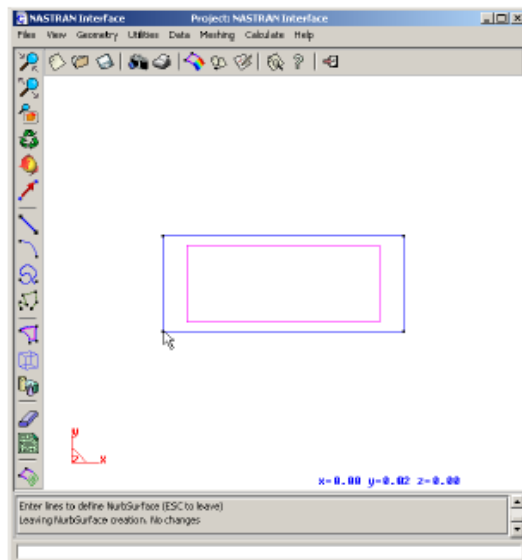 NASTRAN Interface Project: NASTRAN Interface
Files View Geometry Utilities Data Meshing Calculate Help
y
z x
x=0.00 y=0.02 z=0.00
Enter lines to define NurbSurface (ESC to leave)
Leaving NurbSurface creation. No changes